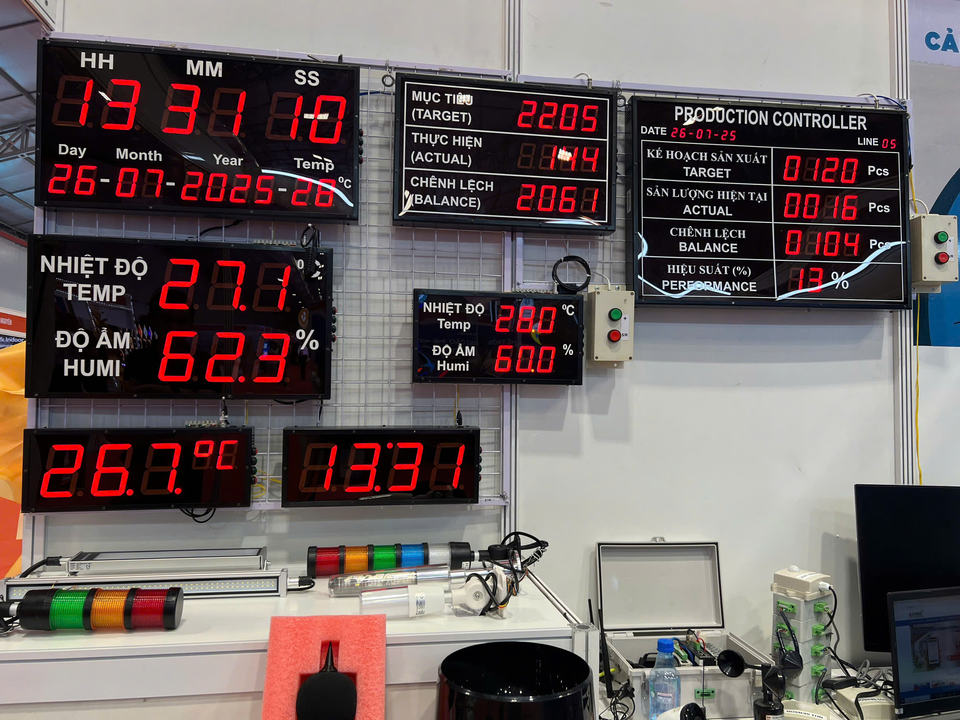 HH MM SS
13 31 10
Day Month Year Temp
26-07-2025-28 °C
MỤC TIÊU
(TARGET) 2205
THỰC HIỆN
(ACTUAL) 144
CHÊNH LỆCH
(BALANCE) 2061
PRODUCTION CONTROLLER
DATE 26-07-25 LINE 05
KẾ HOẠCH SẢN XUẤT
TARGET 0120 Pcs
SẢN LƯỢNG HIỆN TẠI
ACTUAL 0016 Pcs
CHÊNH LỆCH
BALANCE 0104 Pcs
HIỆU SUẤT (%)
PERFORMANCE 13 %
NHIỆT ĐỘ
TEMP 27.1
ĐỘ ẨM
HUMI 62.3 %
NHIỆT ĐỘ
Temp 28.0 °C
ĐỘ ẨM
Humi 60.0 %
26.7 °C
13:31
CẢ